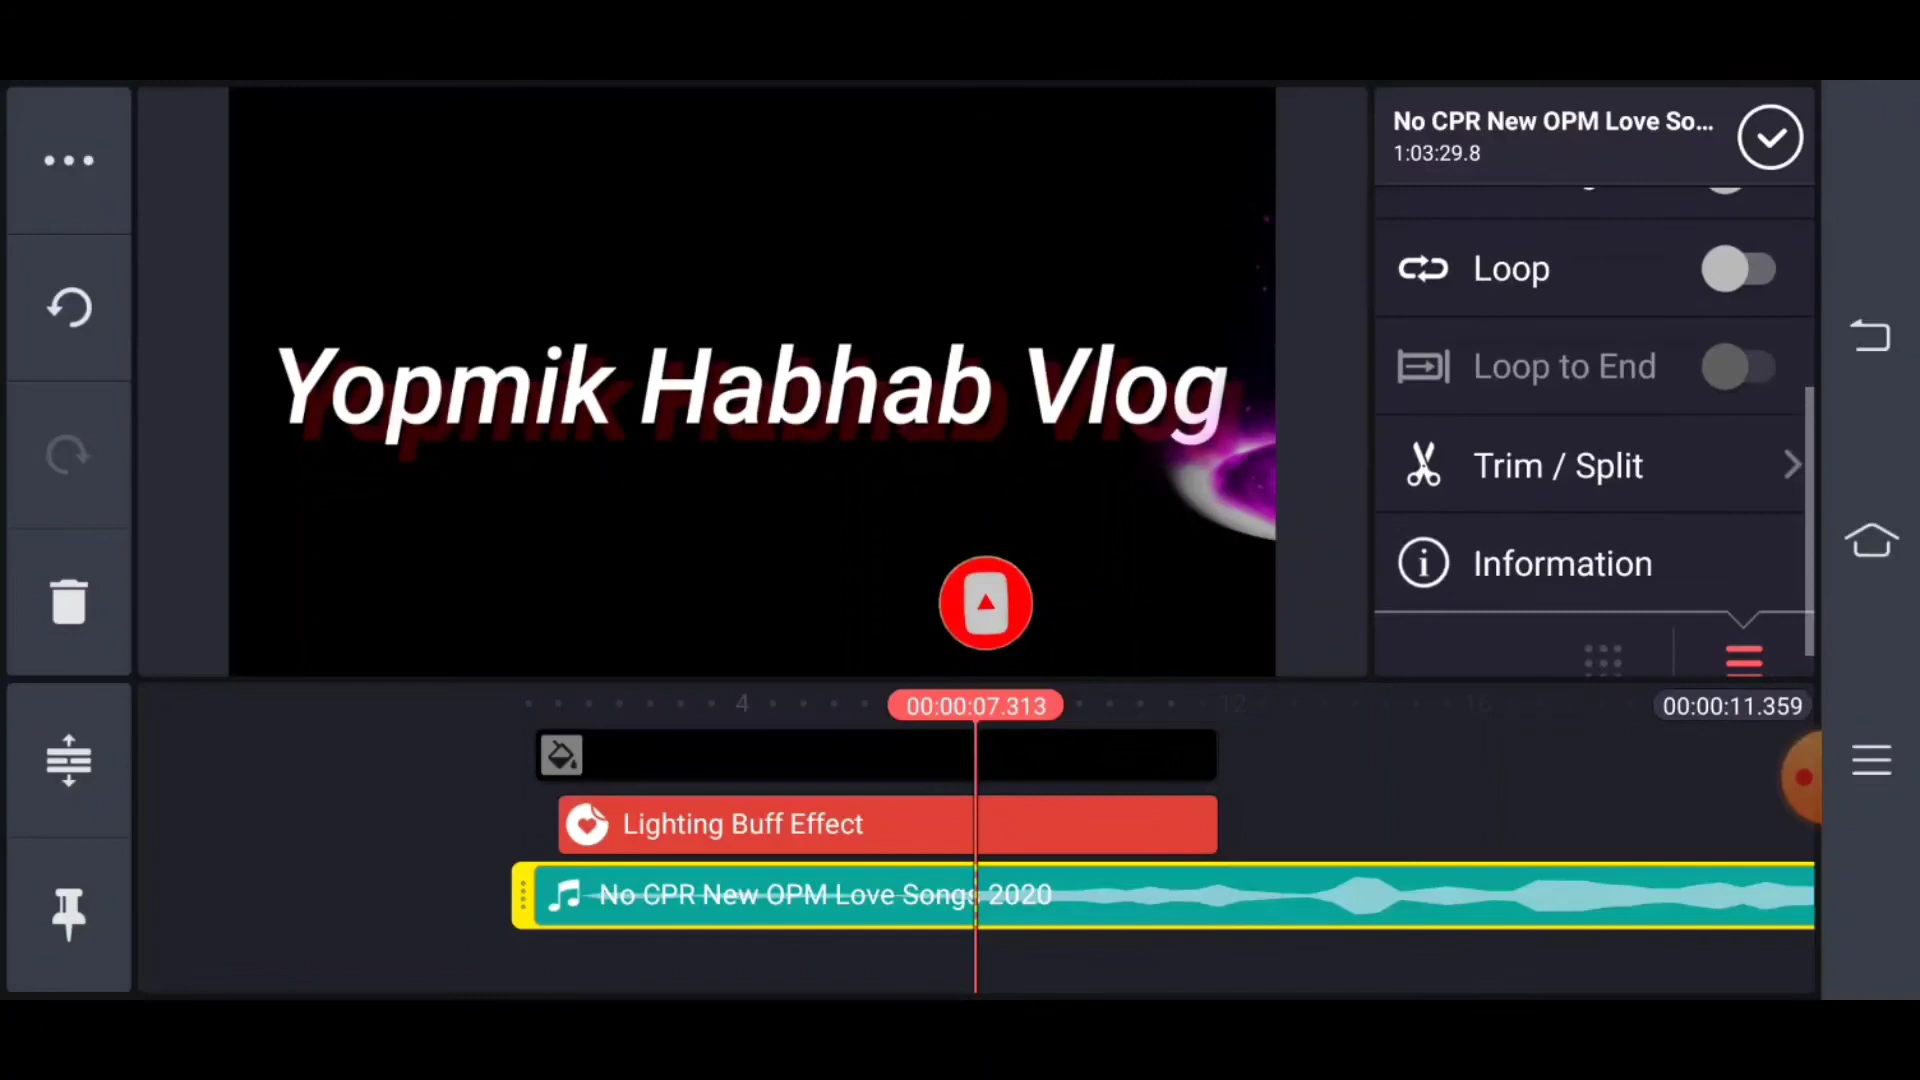 No CPR New OPM Love So...
1:03:29.8
Loop
Loop to End
Trim / Split
Information
Yopmik Habhab Vlog
4
00:00:07.313
12
16
00:00:11.359
Lighting Buff Effect
No CPR New OPM Love Songs 2020